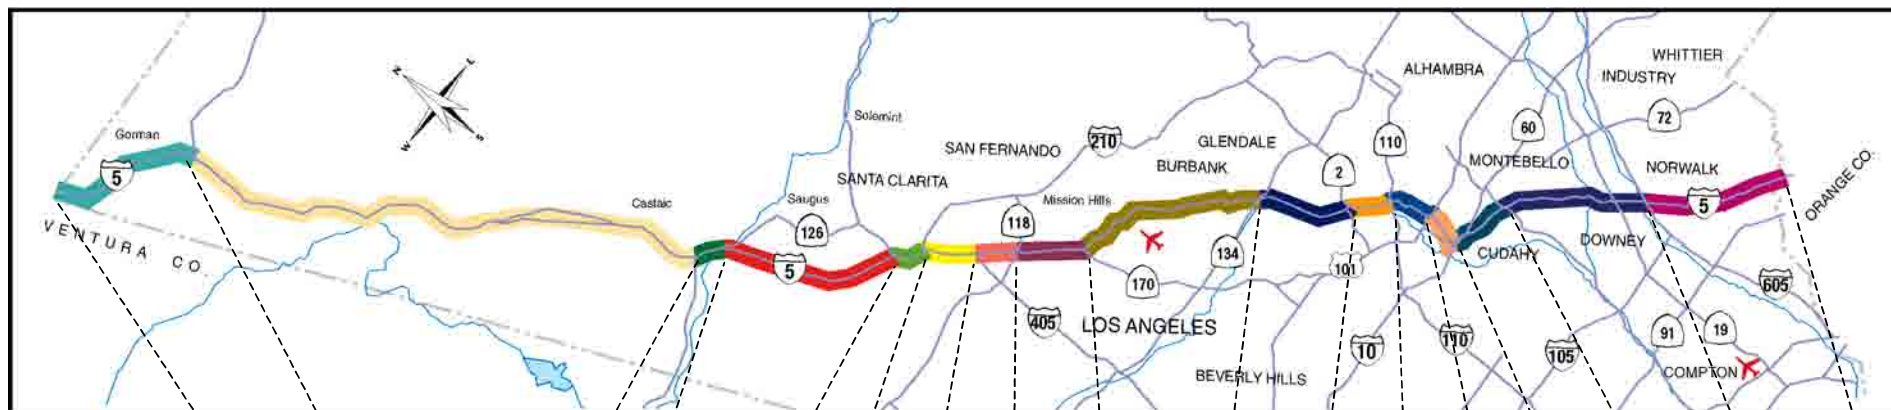 WHITTIER
ALHAMBRA
INDUSTRY
N
E
W
S
Gorman
5
Solemint
SAN FERNANDO
210
GLENDALE
BURBANK
2
110
60
72
MONTEBELLO
NORWALK
ORANGE CO.
SANTA CLARITA
Saugus
Castaic
126
Mission Hills
118
5
VENTURA CO.
5
134
170
101
CUDAHY
DOWNEY
605
405
LOS ANGELES
10
110
105
91
19
BEVERLY HILLS
COMPTON